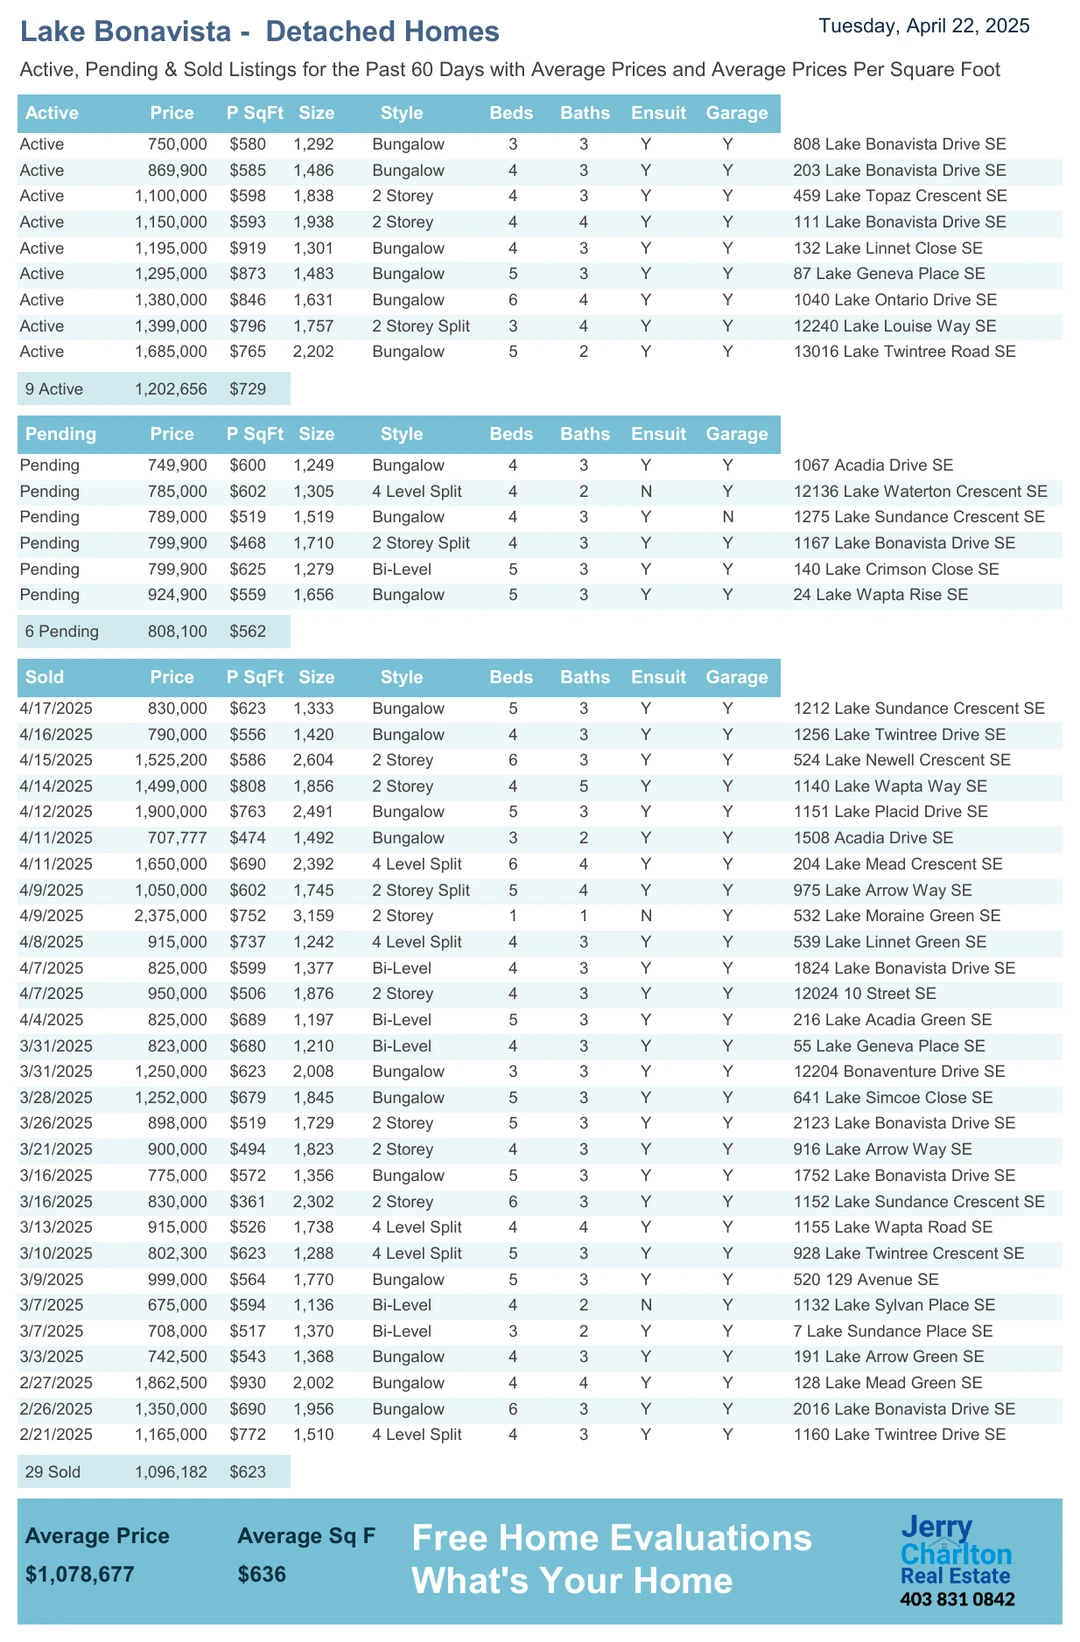 Lake Bonavista -  Detached Homes
Tuesday, April 22, 2025
Active, Pending & Sold Listings for the Past 60 Days with Average Prices and Average Prices Per Square Foot
Active Price P SqFt Size Style Beds Baths Ensuit Garage
Active 750,000 $580 1,292 Bungalow 3 3 Y Y 808 Lake Bonavista Drive SE
Active 869,900 $585 1,486 Bungalow 4 3 Y Y 203 Lake Bonavista Drive SE
Active 1,100,000 $598 1,838 2 Storey 4 3 Y Y 459 Lake Topaz Crescent SE
Active 1,150,000 $593 1,938 2 Storey 4 4 Y Y 111 Lake Bonavista Drive SE
Active 1,195,000 $919 1,301 Bungalow 4 3 Y Y 132 Lake Linnet Close SE
Active 1,295,000 $873 1,483 Bungalow 5 3 Y Y 87 Lake Geneva Place SE
Active 1,380,000 $846 1,631 Bungalow 6 4 Y Y 1040 Lake Ontario Drive SE
Active 1,399,000 $796 1,757 2 Storey Split 3 4 Y Y 12240 Lake Louise Way SE
Active 1,685,000 $765 2,202 Bungalow 5 2 Y Y 13016 Lake Twintree Road SE
9 Active 1,202,656 $729
Pending Price P SqFt Size Style Beds Baths Ensuit Garage
Pending 749,900 $600 1,249 Bungalow 4 3 Y Y 1067 Acadia Drive SE
Pending 785,000 $602 1,305 4 Level Split 4 2 N Y 12136 Lake Waterton Crescent SE
Pending 789,000 $519 1,519 Bungalow 4 3 Y N 1275 Lake Sundance Crescent SE
Pending 799,900 $468 1,710 2 Storey Split 4 3 Y Y 1167 Lake Bonavista Drive SE
Pending 799,900 $625 1,279 Bi-Level 5 3 Y Y 140 Lake Crimson Close SE
Pending 924,900 $559 1,656 Bungalow 5 3 Y Y 24 Lake Wapta Rise SE
6 Pending 808,100 $562
Sold Price P SqFt Size Style Beds Baths Ensuit Garage
4/17/2025 830,000 $623 1,333 Bungalow 5 3 Y Y 1212 Lake Sundance Crescent SE
4/16/2025 790,000 $556 1,420 Bungalow 4 3 Y Y 1256 Lake Twintree Drive SE
4/15/2025 1,525,200 $586 2,604 2 Storey 6 3 Y Y 524 Lake Newell Crescent SE
4/14/2025 1,499,000 $808 1,856 2 Storey 4 5 Y Y 1140 Lake Wapta Way SE
4/12/2025 1,900,000 $763 2,491 Bungalow 5 3 Y Y 1151 Lake Placid Drive SE
4/11/2025 707,777 $474 1,492 Bungalow 3 2 Y Y 1508 Acadia Drive SE
4/11/2025 1,650,000 $690 2,392 4 Level Split 6 4 Y Y 204 Lake Mead Crescent SE
4/9/2025 1,050,000 $602 1,745 2 Storey Split 5 4 Y Y 975 Lake Arrow Way SE
4/9/2025 2,375,000 $752 3,159 2 Storey 1 1 N Y 532 Lake Moraine Green SE
4/8/2025 915,000 $737 1,242 4 Level Split 4 3 Y Y 539 Lake Linnet Green SE
4/7/2025 825,000 $599 1,377 Bi-Level 4 3 Y Y 1824 Lake Bonavista Drive SE
4/7/2025 950,000 $506 1,876 2 Storey 4 3 Y Y 12024 10 Street SE
4/4/2025 825,000 $689 1,197 Bi-Level 5 3 Y Y 216 Lake Acadia Green SE
3/31/2025 823,000 $680 1,210 Bi-Level 4 3 Y Y 55 Lake Geneva Place SE
3/31/2025 1,250,000 $623 2,008 Bungalow 3 3 Y Y 12204 Bonaventure Drive SE
3/28/2025 1,252,000 $679 1,845 Bungalow 5 3 Y Y 641 Lake Simcoe Close SE
3/26/2025 898,000 $519 1,729 2 Storey 5 3 Y Y 2123 Lake Bonavista Drive SE
3/21/2025 900,000 $494 1,823 2 Storey 4 3 Y Y 916 Lake Arrow Way SE
3/16/2025 775,000 $572 1,356 Bungalow 5 3 Y Y 1752 Lake Bonavista Drive SE
3/16/2025 830,000 $361 2,302 2 Storey 6 3 Y Y 1152 Lake Sundance Crescent SE
3/13/2025 915,000 $526 1,738 4 Level Split 4 4 Y Y 1155 Lake Wapta Road SE
3/10/2025 802,300 $623 1,288 4 Level Split 5 3 Y Y 928 Lake Twintree Crescent SE
3/9/2025 999,000 $564 1,770 Bungalow 5 3 Y Y 520 129 Avenue SE
3/7/2025 675,000 $594 1,136 Bi-Level 4 2 N Y 1132 Lake Sylvan Place SE
3/7/2025 708,000 $517 1,370 Bi-Level 3 2 Y Y 7 Lake Sundance Place SE
3/3/2025 742,500 $543 1,368 Bungalow 4 3 Y Y 191 Lake Arrow Green SE
2/27/2025 1,862,500 $930 2,002 Bungalow 4 4 Y Y 128 Lake Mead Green SE
2/26/2025 1,350,000 $690 1,956 Bungalow 6 3 Y Y 2016 Lake Bonavista Drive SE
2/21/2025 1,165,000 $772 1,510 4 Level Split 4 3 Y Y 1160 Lake Twintree Drive SE
29 Sold 1,096,182 $623
Average Price Average Sq F
$1,078,677 $636
Free Home Evaluations
What's Your Home
Jerry
Charlton
Real Estate
403 831 0842